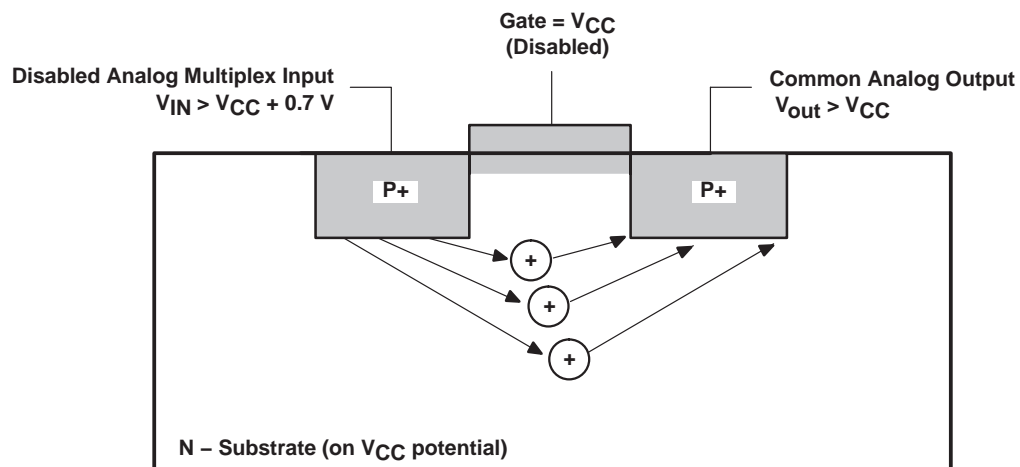 Gate = VCC
(Disabled)
Disabled Analog Multiplex Input
VIN > VCC + 0.7 V
Common Analog Output
Vout > VCC
P+
P+
+
+
+
N – Substrate (on VCC potential)